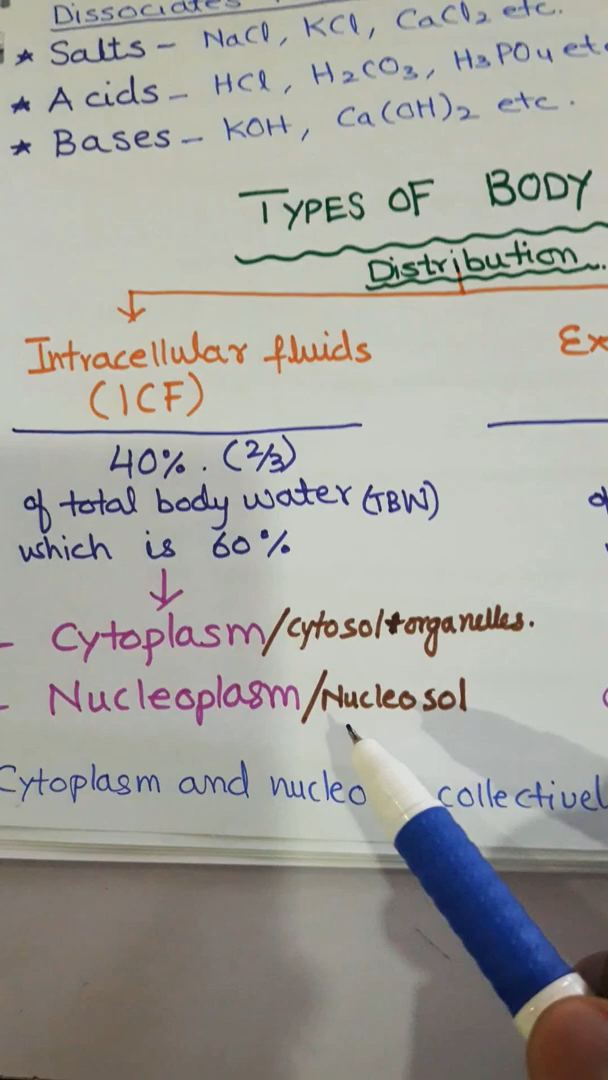 Dissociates
★ Salts - NaCl, KCl, CaCl2 etc.
★ Acids - HCl, H2CO3, H3PO4 etc
★ Bases - KOH, Ca(OH)2 etc.
TYPES OF BODY
Distribution
Intracellular fluids
(ICF)
Ex
40%. (2/3)
of total body water (TBW)
which is 60%
- Cytoplasm/cytosol+organelles.
- Nucleoplasm/Nucleosol
Cytoplasm and nucleo collectivel